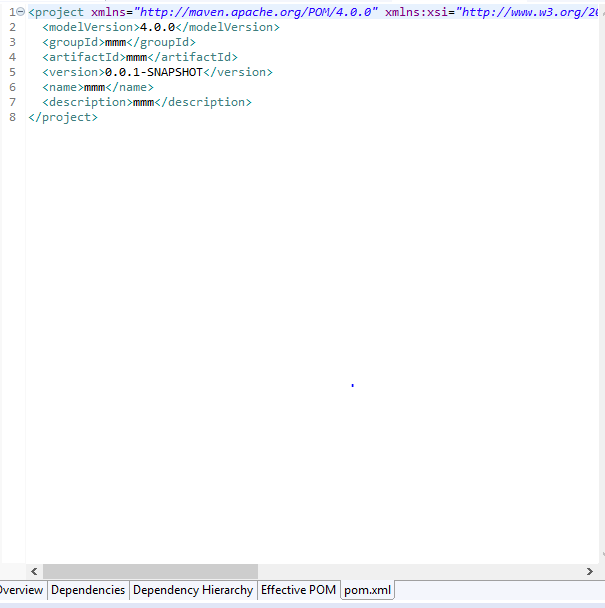 1 <project xmlns="http://maven.apache.org/POM/4.0.0" xmlns:xsi="http://www.w3.org/20
2 <modelVersion>4.0.0</modelVersion>
3 <groupId>mmm</groupId>
4 <artifactId>mmm</artifactId>
5 <version>0.0.1-SNAPSHOT</version>
6 <name>mmm</name>
7 <description>mmm</description>
8 </project>
Overview Dependencies Dependency Hierarchy Effective POM pom.xml